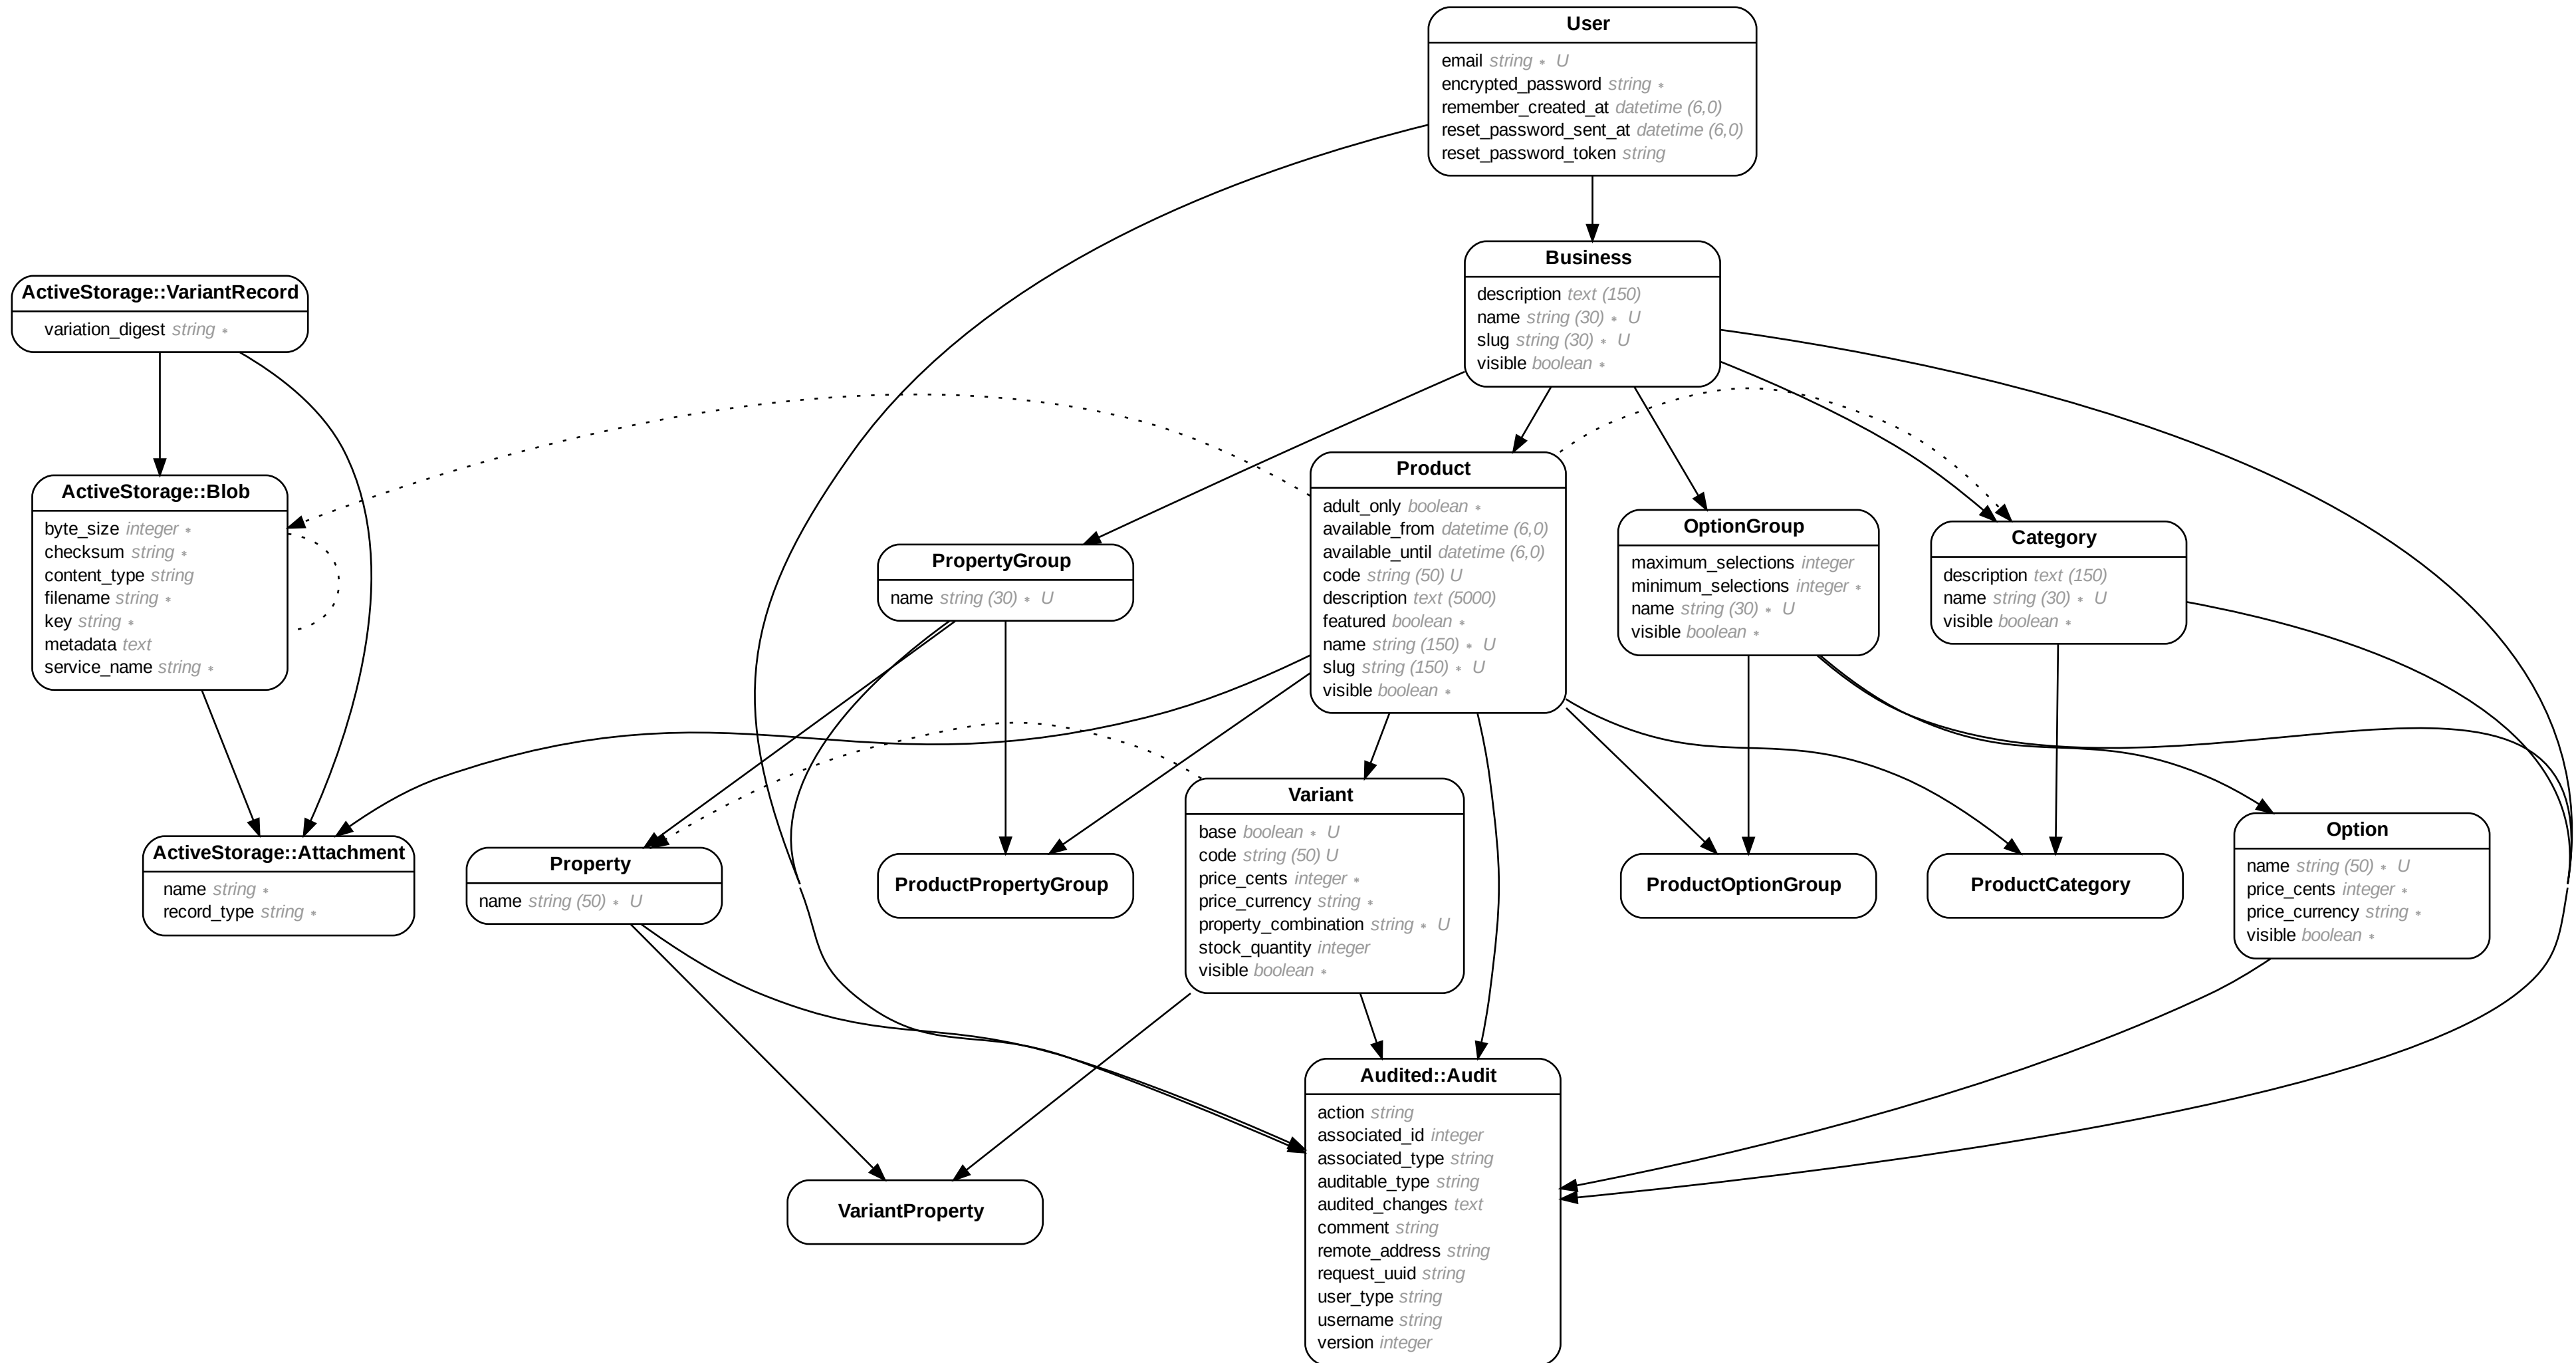 User
email string * U
encrypted_password string *
remember_created_at datetime (6,0)
reset_password_sent_at datetime (6,0)
reset_password_token string
Business
description text (150)
name string (30) * U
slug string (30) * U
visible boolean *
ActiveStorage::VariantRecord
variation_digest string *
ActiveStorage::Blob
byte_size integer *
checksum string *
content_type string
filename string *
key string *
metadata text
service_name string *
PropertyGroup
name string (30) * U
Product
adult_only boolean *
available_from datetime (6,0)
available_until datetime (6,0)
code string (50) U
description text (5000)
featured boolean *
name string (150) * U
slug string (150) * U
visible boolean *
OptionGroup
maximum_selections integer
minimum_selections integer *
name string (30) * U
visible boolean *
Category
description text (150)
name string (30) * U
visible boolean *
ActiveStorage::Attachment
name string *
record_type string *
Property
name string (50) * U
ProductPropertyGroup
Variant
base boolean * U
code string (50) U
price_cents integer *
price_currency string *
property_combination string * U
stock_quantity integer
visible boolean *
ProductOptionGroup
ProductCategory
Option
name string (50) * U
price_cents integer *
price_currency string *
visible boolean *
VariantProperty
Audited::Audit
action string
associated_id integer
associated_type string
auditable_type string
audited_changes text
comment string
remote_address string
request_uuid string
user_type string
username string
version integer